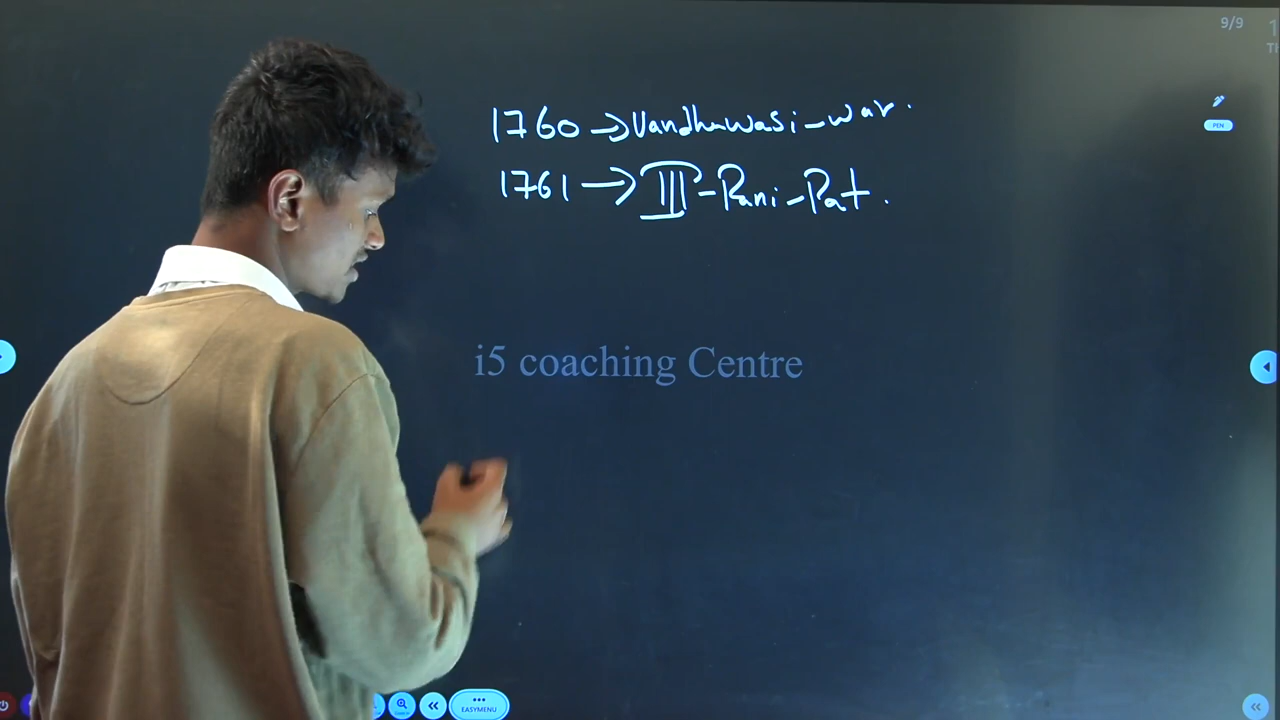 9/9
1760 → Vandhawasi - war.
1761 → III - Pani - Pat.
PEN
i5 coaching Centre
EASYMENU